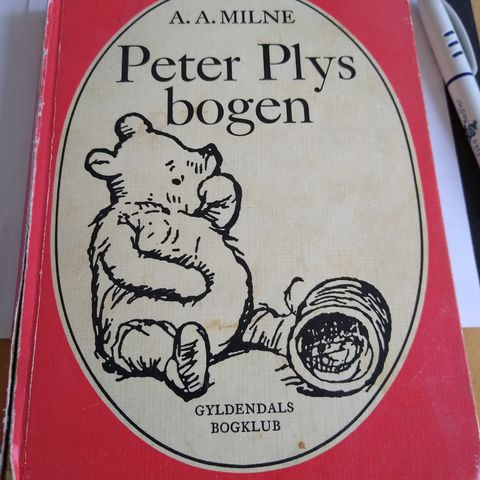 A. A. MILNE
Peter Plys
bogen
GYLDENDALS
BOGKLUB